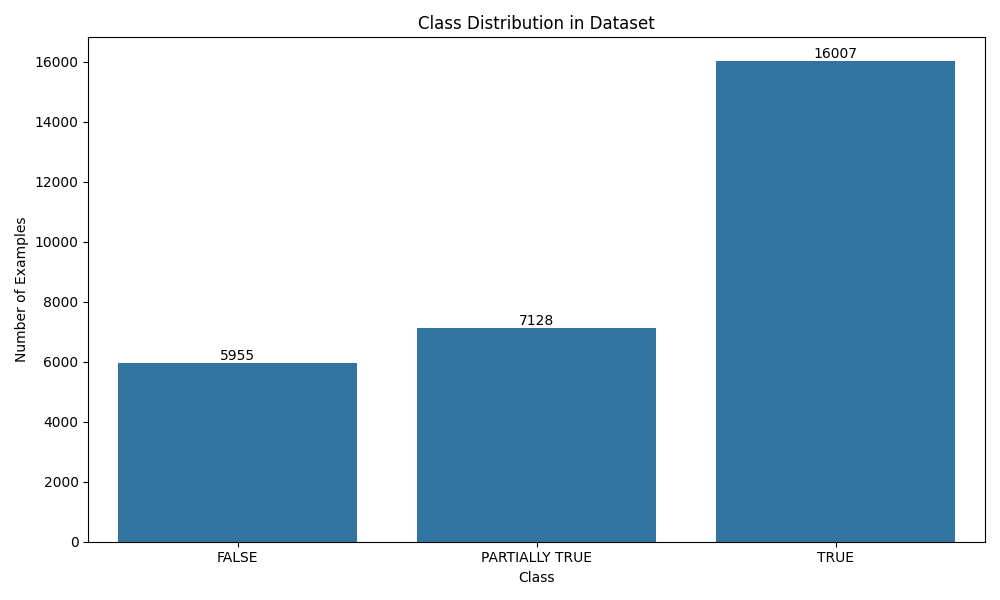 Class Distribution in Dataset
Number of Examples
16000
14000
12000
10000
8000
6000
4000
2000
0
5955
7128
16007
FALSE
PARTIALLY TRUE
TRUE
Class